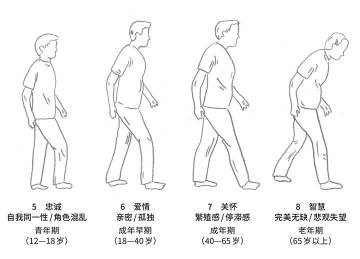 5 忠诚
自我同一性/角色混乱
青年期
(12—18岁)
6 爱情
亲密/孤独
成年早期
(18—40岁)
7 关怀
繁殖感/停滞感
成年期
(40—65岁)
8 智慧
完美无缺/悲观失望
老年期
(65岁以上)